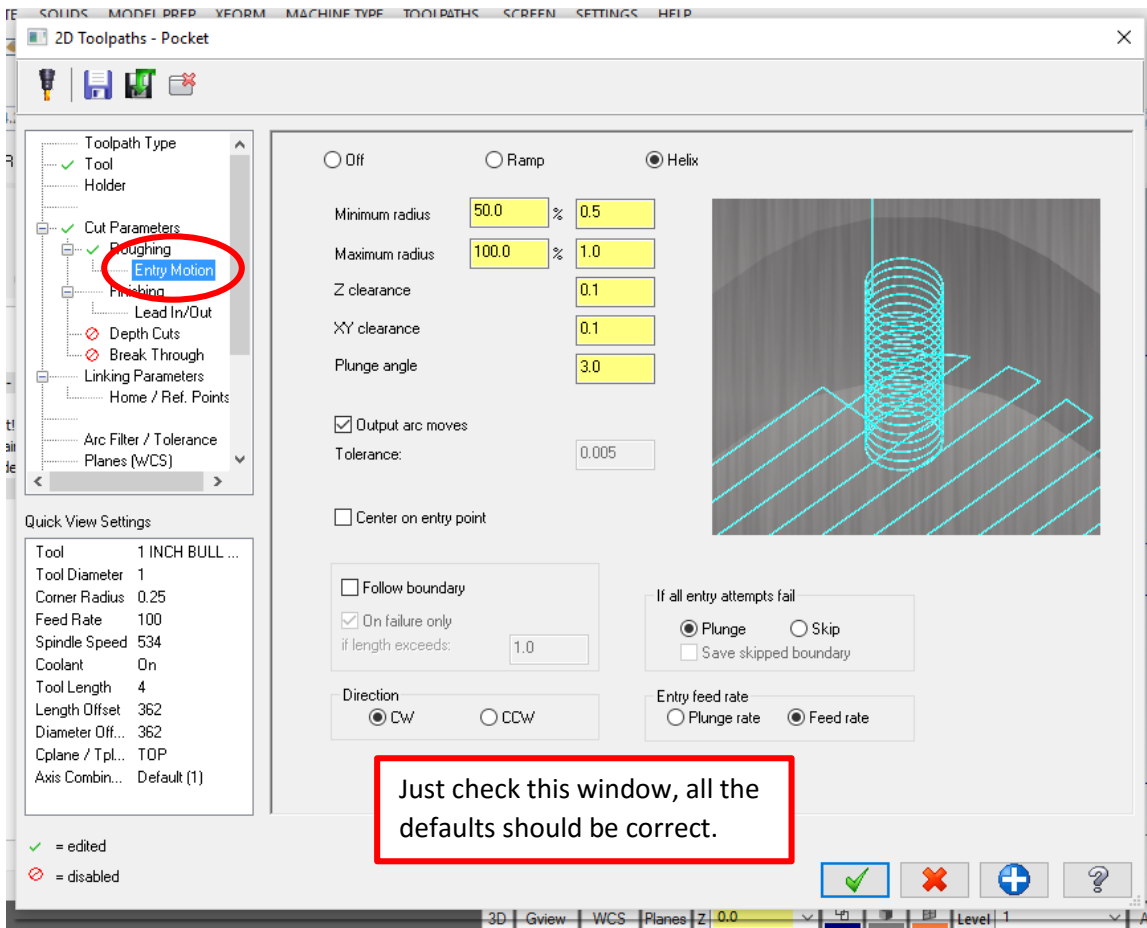 SOLIDS MODEL PREP XFORM MACHINE TYPE TOOLPATHS SCREEN SETTINGS HELP
2D Toolpaths - Pocket
Toolpath Type
Tool
Holder
Cut Parameters
Roughing
Entry Motion
Finishing
Lead In/Out
Depth Cuts
Break Through
Linking Parameters
Home / Ref. Points
Arc Filter / Tolerance
Planes (WCS)
Off Ramp Helix
Minimum radius 50.0 % 0.5
Maximum radius 100.0 % 1.0
Z clearance 0.1
XY clearance 0.1
Plunge angle 3.0
Output arc moves
Tolerance: 0.005
Center on entry point
Follow boundary
On failure only
if length exceeds: 1.0
If all entry attempts fail
Plunge Skip
Save skipped boundary
Direction
CW CCW
Entry feed rate
Plunge rate Feed rate
Quick View Settings
Tool 1 INCH BULL ...
Tool Diameter 1
Corner Radius 0.25
Feed Rate 100
Spindle Speed 534
Coolant On
Tool Length 4
Length Offset 362
Diameter Off... 362
Cplane / Tpl... TOP
Axis Combin... Default (1)
Just check this window, all the
defaults should be correct.
= edited
= disabled
3D Gview WCS Planes Z 0.0 Level 1